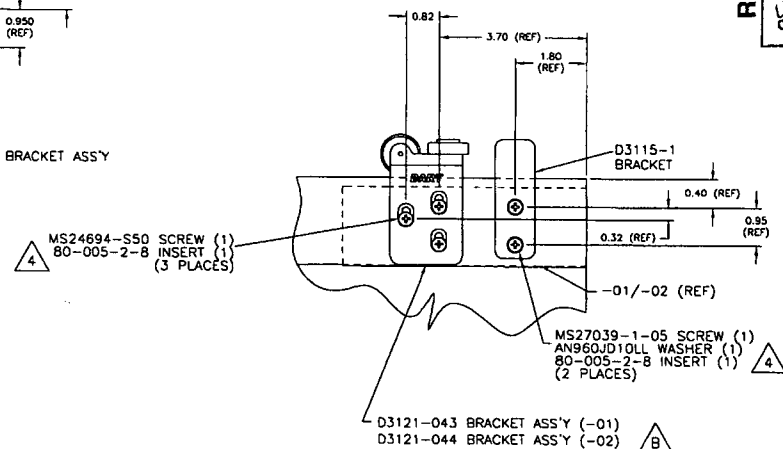 0.950
(REF)
0.82
3.70 (REF)
1.80
(REF)
R
BRACKET ASS'Y
D3115-1
BRACKET
DART
0.40 (REF)
0.95
(REF)
0.32 (REF)
4
MS24694-S50 SCREW (1)
80-005-2-8 INSERT (1)
(3 PLACES)
-01/-02 (REF)
MS27039-1-05 SCREW (1)
AN960JD10LL WASHER (1)
80-005-2-8 INSERT (1)
(2 PLACES)
4
D3121-043 BRACKET ASS'Y (-01)
D3121-044 BRACKET ASS'Y (-02)
B